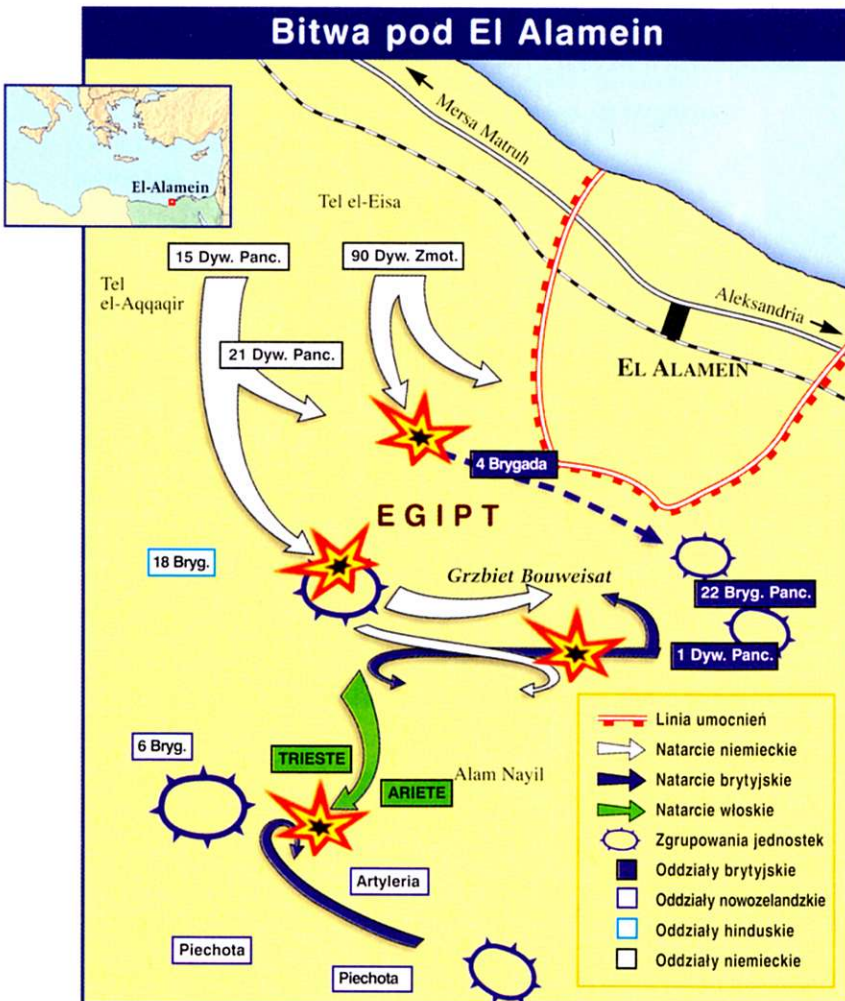 Bitwa pod El Alamein
El-Alamein
Mersa Matruh
Tel el-Eisa
15 Dyw. Panc.
90 Dyw. Zmot.
Tel
el-Aqqaqir
Aleksandria
21 Dyw. Panc.
EL ALAMEIN
4 Brygada
EGIPT
18 Bryg.
Grzbiet Bouweisat
22 Bryg. Panc.
1 Dyw. Panc.
6 Bryg.
TRIESTE
ARIETE
Alam Nayil
Artyleria
Piechota
Piechota
Linia umocnień
Natarcie niemieckie
Natarcie brytyjskie
Natarcie włoskie
Zgrupowania jednostek
Oddziały brytyjskie
Oddziały nowozelandzkie
Oddziały hinduskie
Oddziały niemieckie